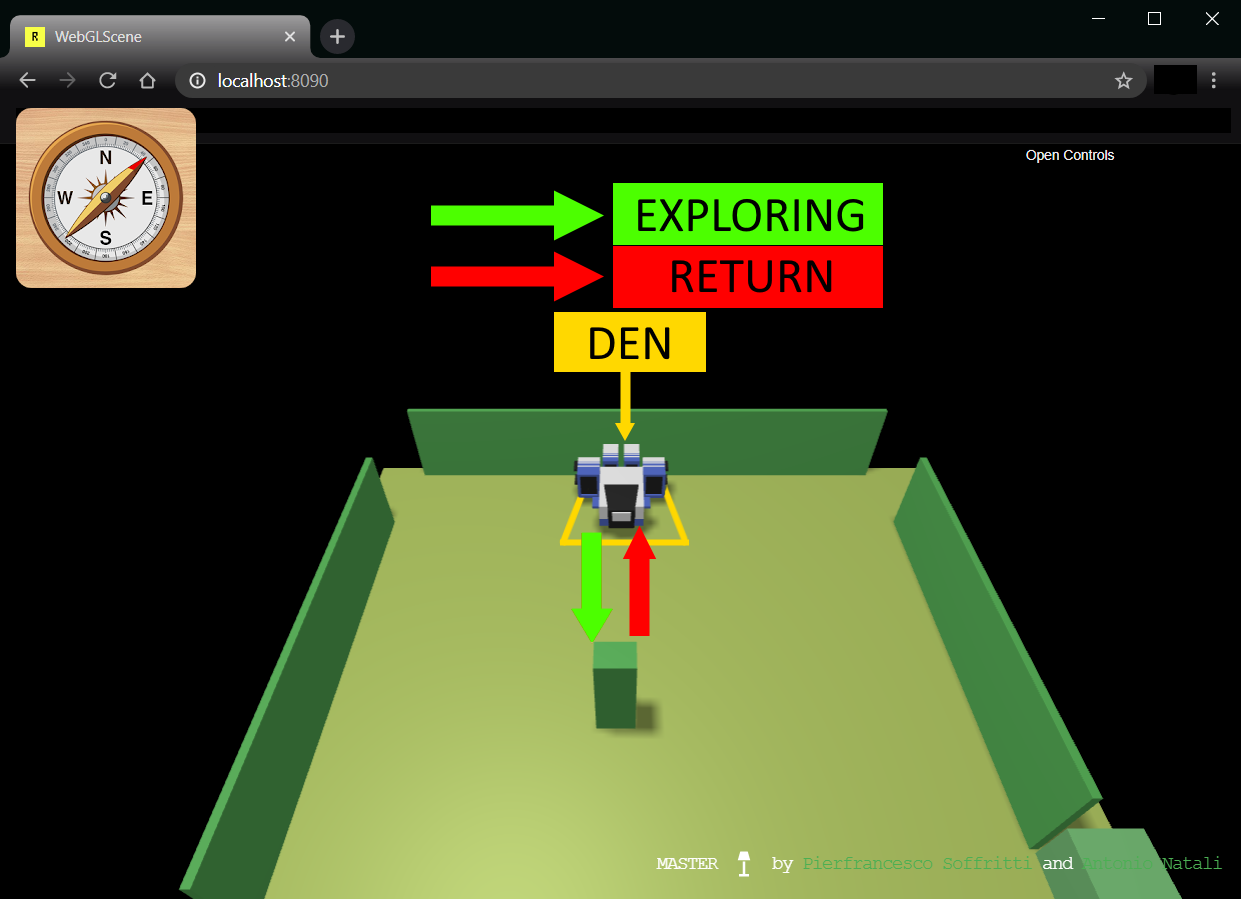 R WebGLScene
localhost:8090
Open Controls
N
W E
S
EXPLORING
RETURN
DEN
MASTER by Pierfrancesco Soffritti and Antonio Natali